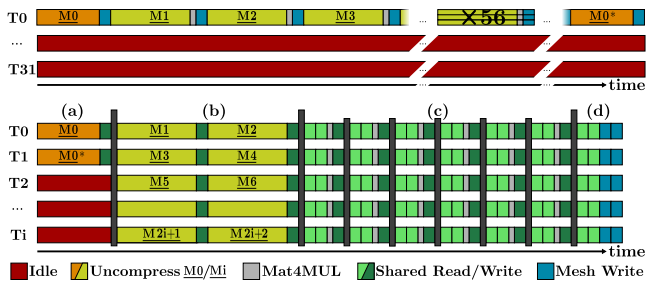 T0 M0 M1 M2 M3 ... ×56 ... M0*
... ... ...
T31 ... ...
time
(a) (b) (c) (d)
T0 M0 M1 M2
T1 M0* M3 M4
T2 M5 M6
...
Ti M2i+1 M2i+2
time
Idle Uncompress M0/Mi Mat4MUL Shared Read/Write Mesh Write